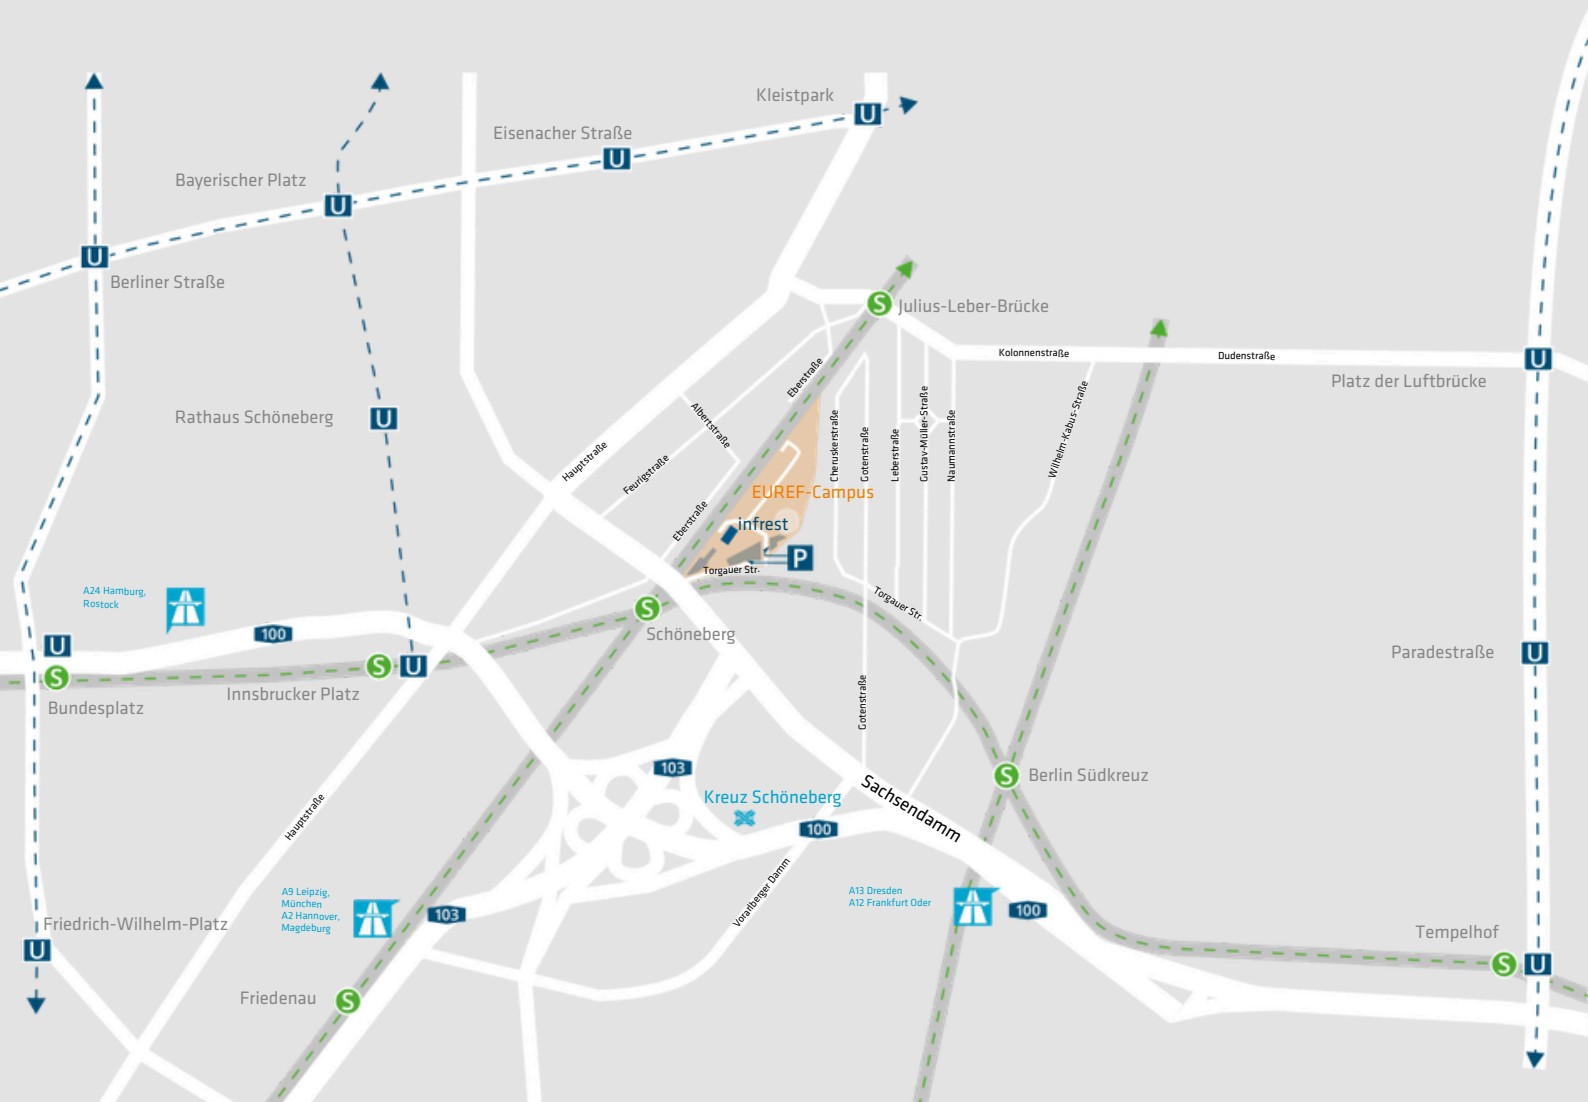 Kleistpark
U
Eisenacher Straße
U
Bayerischer Platz
U
U
Berliner Straße
S
Julius-Leber-Brücke
Kolonnenstraße
Dudenstraße
U
Platz der Luftbrücke
Rathaus Schöneberg
U
Hauptstraße
Albertstraße
Feurigstraße
Eberstraße
Eberstraße
Cheruskerstraße
Gotenstraße
Leberstraße
Gustav-Müller-Straße
Naumannstraße
Wilhelm-Kabus-Straße
EUREF-Campus
infrest
P
Torgauer Str.
Torgauer Str.
A24 Hamburg,
Rostock
100
U
S
Bundesplatz
S
U
Innsbrucker Platz
S
Schöneberg
U
Paradestraße
Gotenstraße
103
Kreuz Schöneberg
100
Sachsendamm
S
Berlin Südkreuz
Hauptstraße
Vorarlberger Damm
A9 Leipzig,
München
A2 Hannover,
Magdeburg
103
A13 Dresden
A12 Frankfurt Oder
100
Friedrich-Wilhelm-Platz
U
Friedenau
S
Tempelhof
S
U